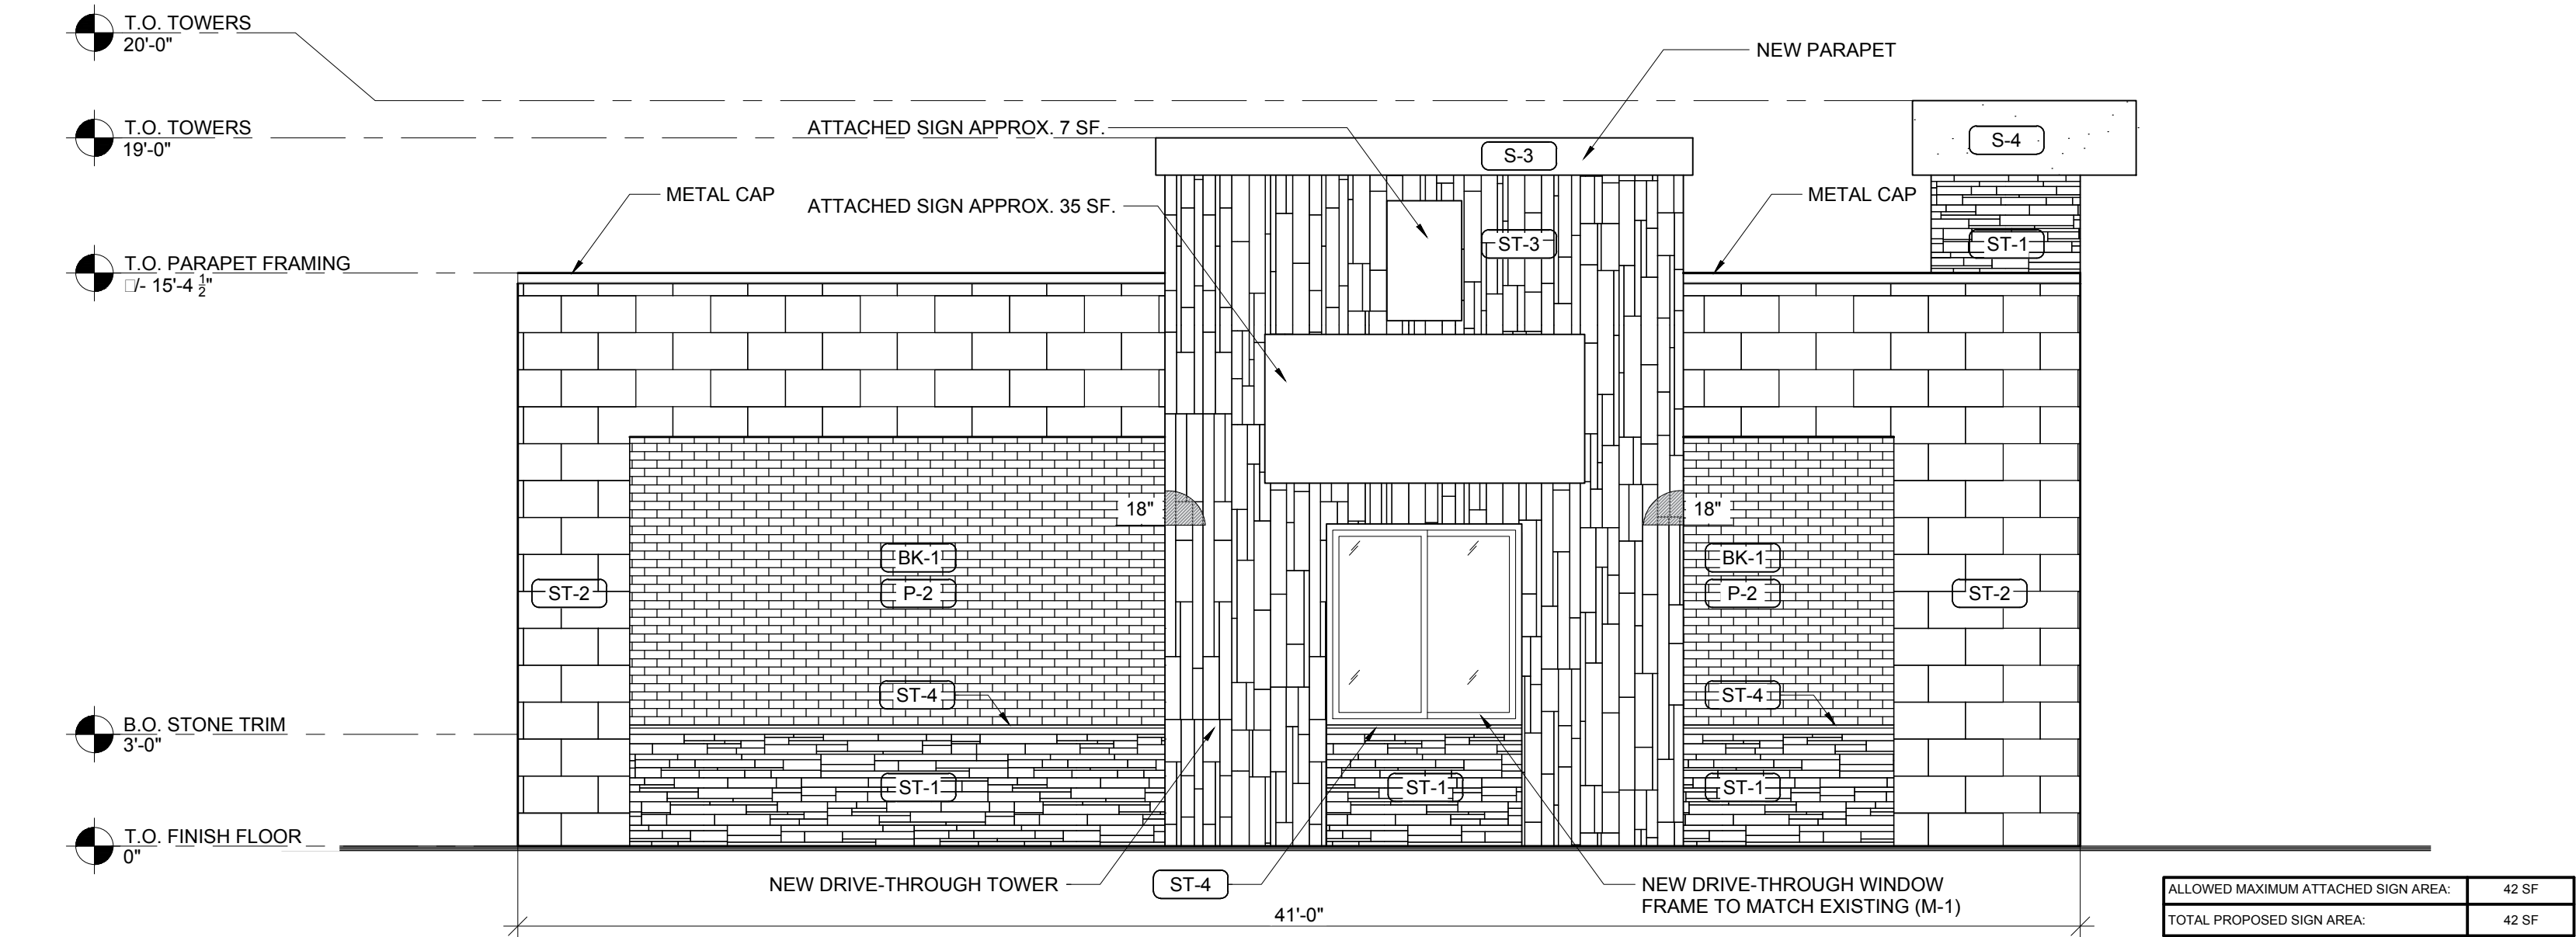 T.O. TOWERS
20'-0"
NEW PARAPET
T.O. TOWERS
19'-0"
ATTACHED SIGN APPROX. 7 SF.
S-3
S-4
METAL CAP
ATTACHED SIGN APPROX. 35 SF.
METAL CAP
ST-3
ST-1
T.O. PARAPET FRAMING
□/- 15'-4 1/2"
18"
18"
BK-1
BK-1
ST-2
P-2
P-2
ST-2
ST-4
ST-4
B.O. STONE TRIM
3'-0"
ST-1
ST-1
ST-1
T.O. FINISH FLOOR
0"
NEW DRIVE-THROUGH TOWER
ST-4
NEW DRIVE-THROUGH WINDOW
FRAME TO MATCH EXISTING (M-1)
41'-0"
ALLOWED MAXIMUM ATTACHED SIGN AREA: 42 SF
TOTAL PROPOSED SIGN AREA: 42 SF